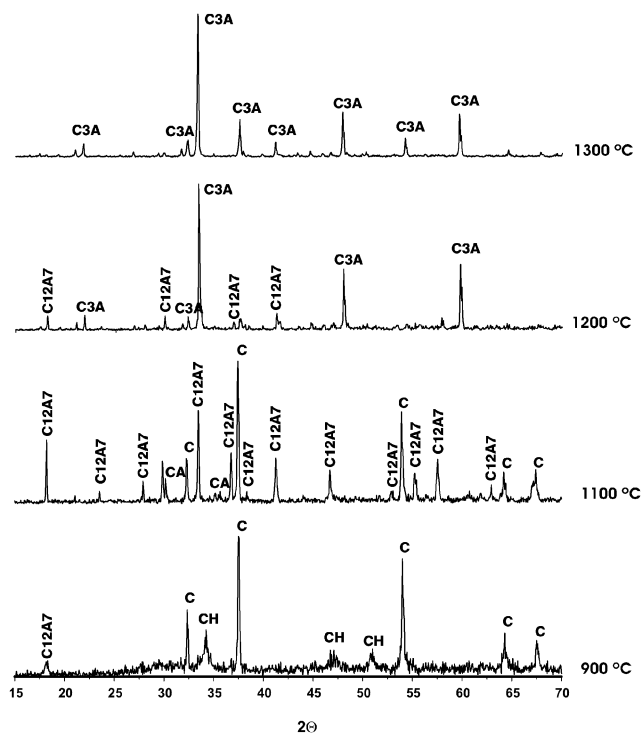 C3A
C3A C3A C3A C3A C3A C3A C3A
1300 °C
C3A
C12A7 C3A C12A7 C3A C12A7 C12A7 C3A C3A
1200 °C
C
C12A7 C12A7 C12A7 CA C C12A7 CA C12A7 C12A7 C12A7 C12A7 C12A7 C C12A7 C12A7 C12A7 C C
1100 °C
C
C12A7 C CH CH CH C C C
900 °C
15 20 25 30 35 40 45 50 55 60 65 70
2Θ